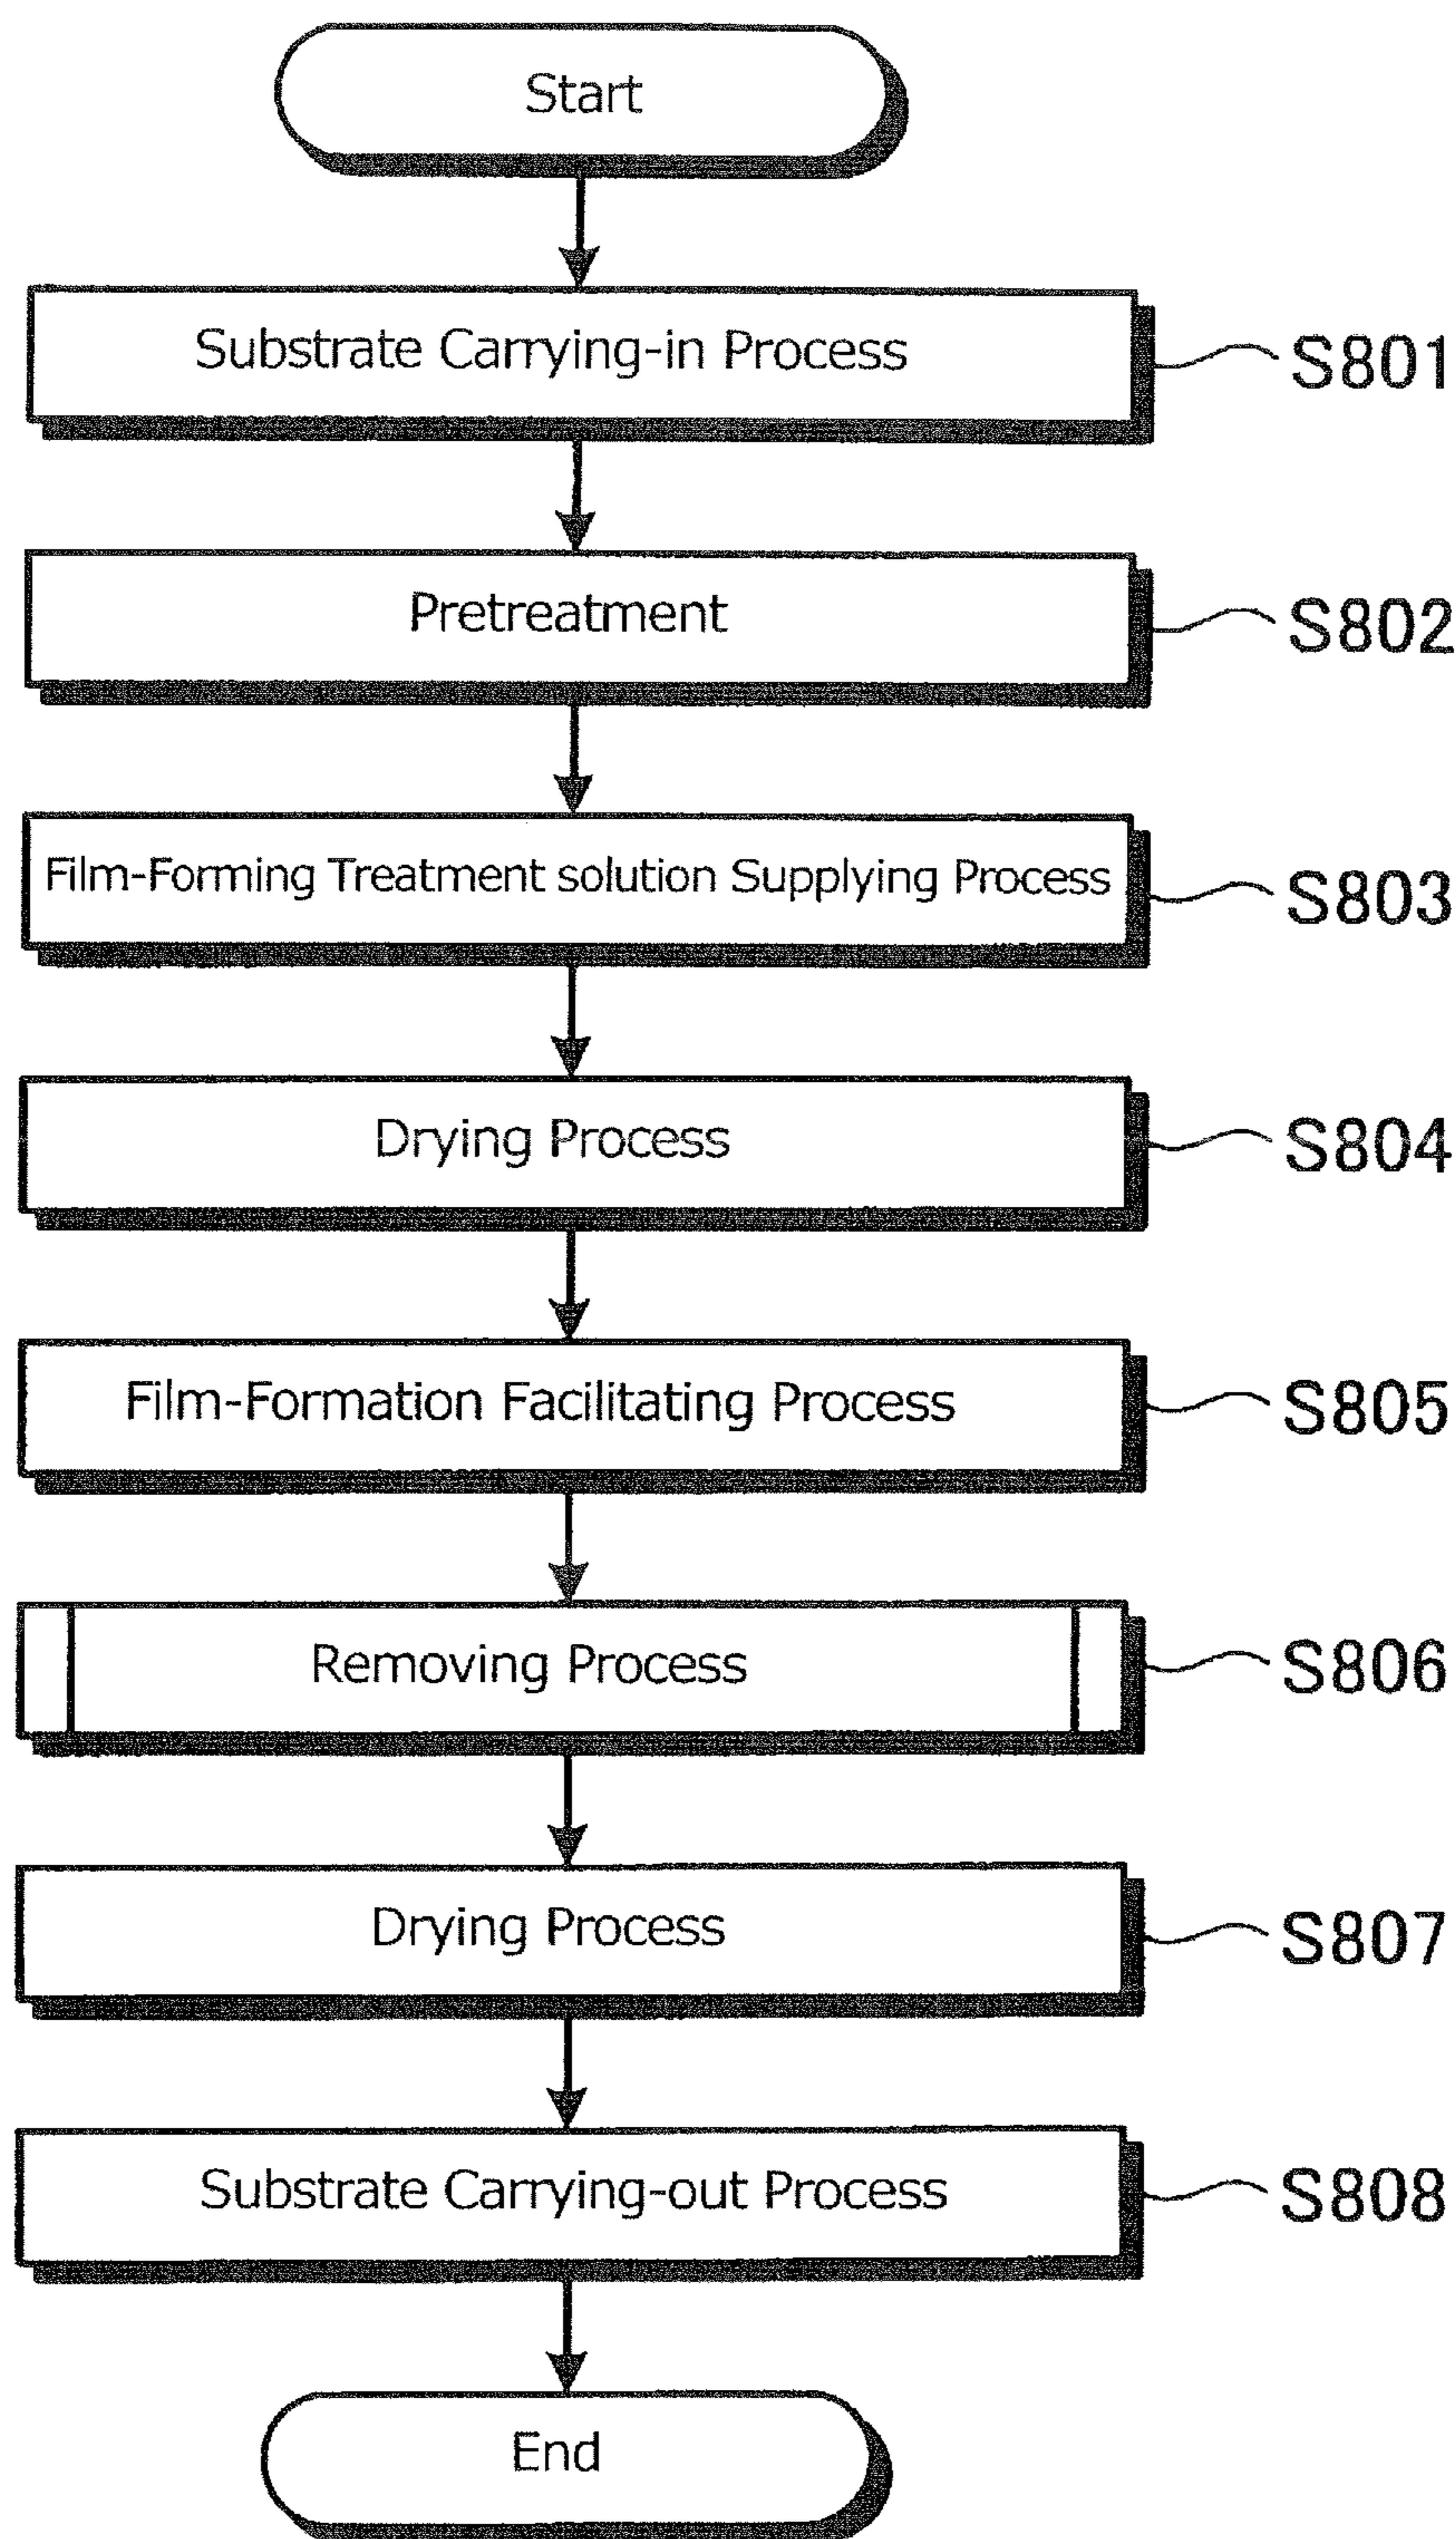 Start
Substrate Carrying-in Process
S801
Pretreatment
S802
Film-Forming Treatment solution Supplying Process
S803
Drying Process
S804
Film-Formation Facilitating Process
S805
Removing Process
S806
Drying Process
S807
Substrate Carrying-out Process
S808
End